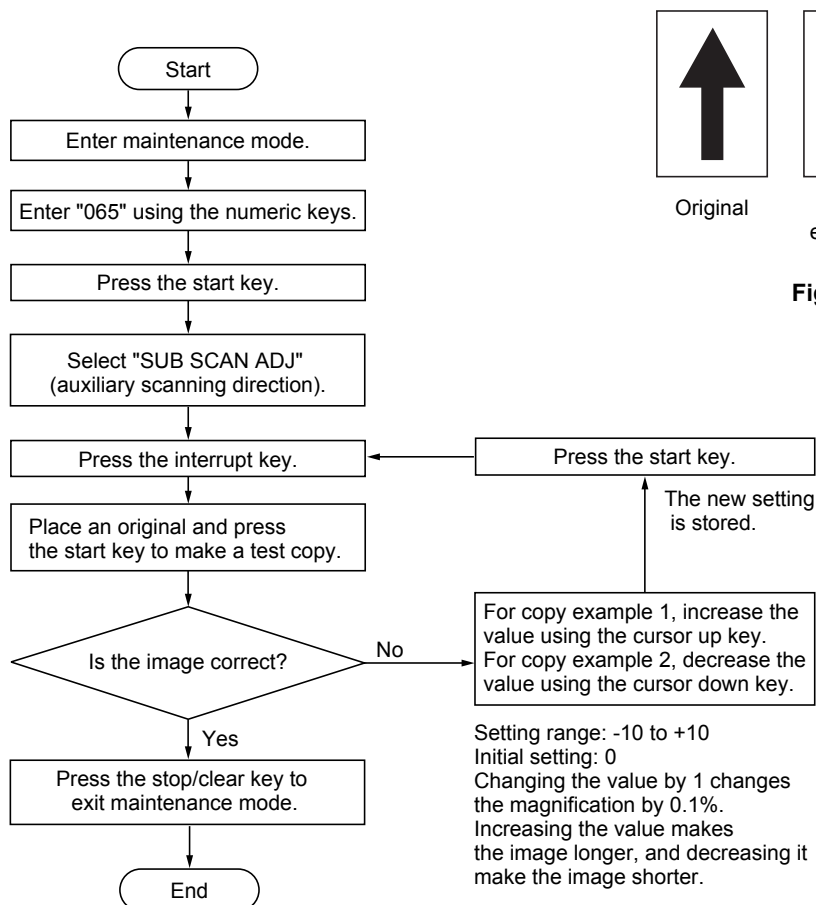 Start
Enter maintenance mode.
Enter "065" using the numeric keys.
Press the start key.
Select "SUB SCAN ADJ"
(auxiliary scanning direction).
Press the interrupt key.
Place an original and press
the start key to make a test copy.
Is the image correct?
No
Yes
Press the stop/clear key to
exit maintenance mode.
End
Press the start key.
The new setting
is stored.
For copy example 1, increase the
value using the cursor up key.
For copy example 2, decrease the
value using the cursor down key.
Setting range: -10 to +10
Initial setting: 0
Changing the value by 1 changes
the magnification by 0.1%.
Increasing the value makes
the image longer, and decreasing it
make the image shorter.
Original